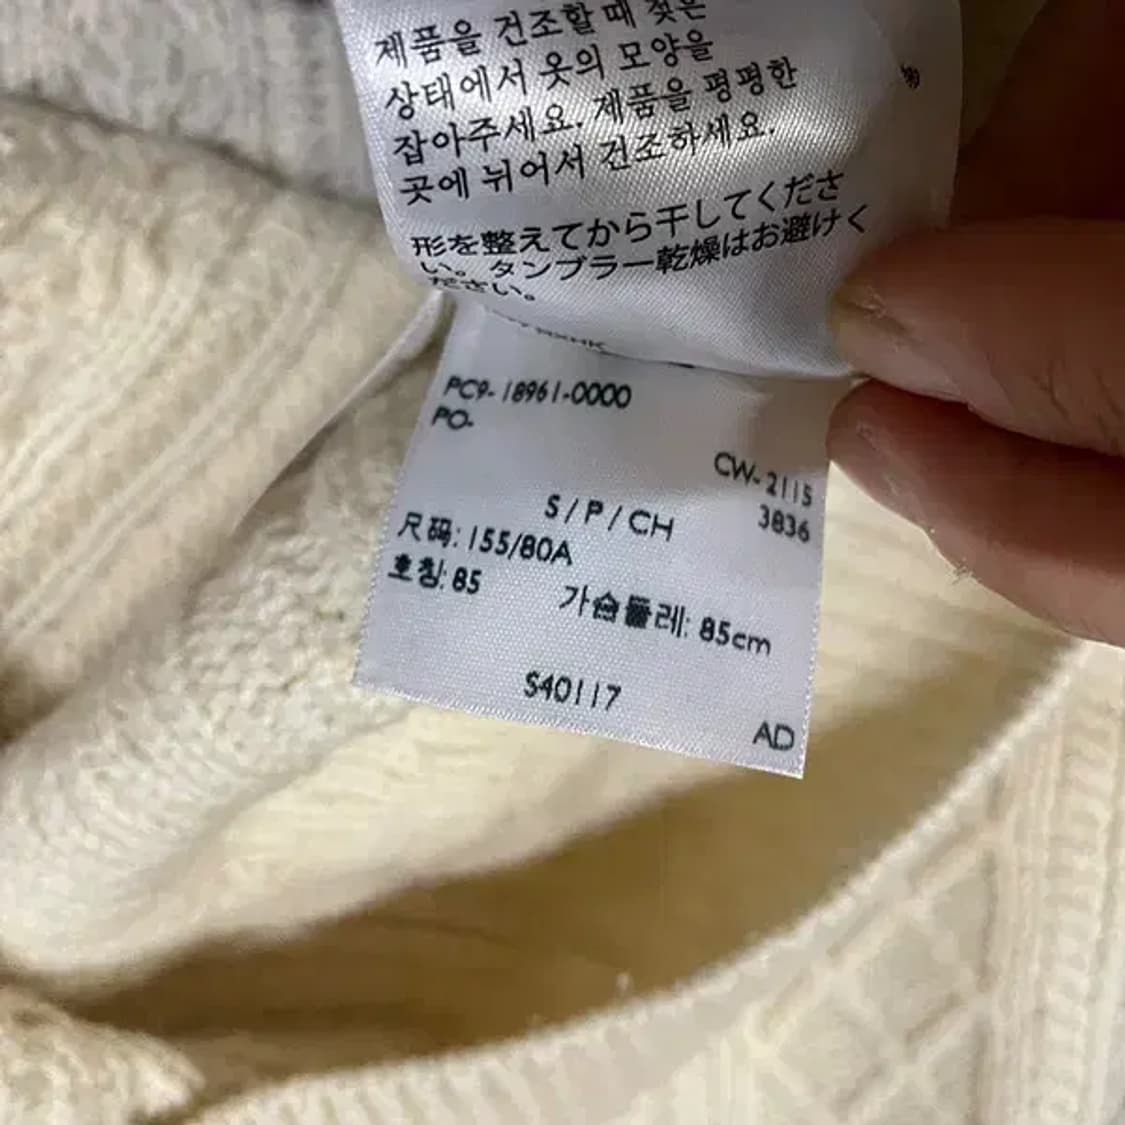 제품을 건조할때 젖은
상태에서 옷의 모양을
잡아주세요. 제품을 평평한
곳에 뉘어서 건조하세요.
形を整えてから干してくださ
い。タンブラー乾燥はお避けく
ださい。
PC9-18961-0000
PO-
CW-2115
3836
S/P/CH
尺码: 155/80A
호칭: 85
가슴둘레: 85cm
S40117
AD